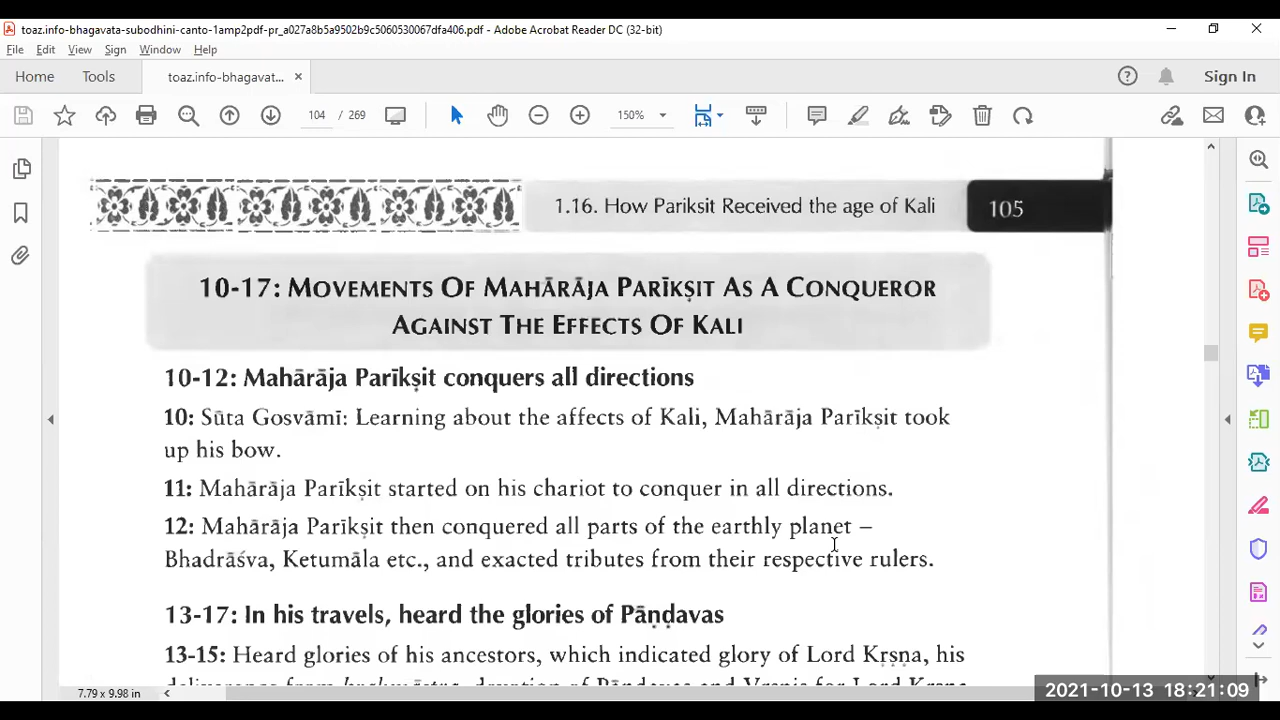 toaz.info-bhagavata-subodhini-canto-1amp2pdf-pr_a027a8b5a9502b9c5060530067dfa406.pdf - Adobe Acrobat Reader DC (32-bit)
File Edit View Sign Window Help
Home Tools toaz.info-bhagavat... × Sign In
104 / 269 150%
1.16. How Pariksit Received the age of Kali 105
10-17: MOVEMENTS OF MAHĀRĀJA PARĪKṢIT AS A CONQUEROR
AGAINST THE EFFECTS OF KALI
10-12: Mahārāja Parīkṣit conquers all directions
10: Sūta Gosvāmī: Learning about the affects of Kali, Mahārāja Parīkṣit took
up his bow.
11: Mahārāja Parīkṣit started on his chariot to conquer in all directions.
12: Mahārāja Parīkṣit then conquered all parts of the earthly planet –
Bhadrāśva, Ketumāla etc., and exacted tributes from their respective rulers.
13-17: In his travels, heard the glories of Pāṇḍavas
13-15: Heard glories of his ancestors, which indicated glory of Lord Kṛṣṇa, his
7.79 x 9.98 in
2021-10-13 18:21:09